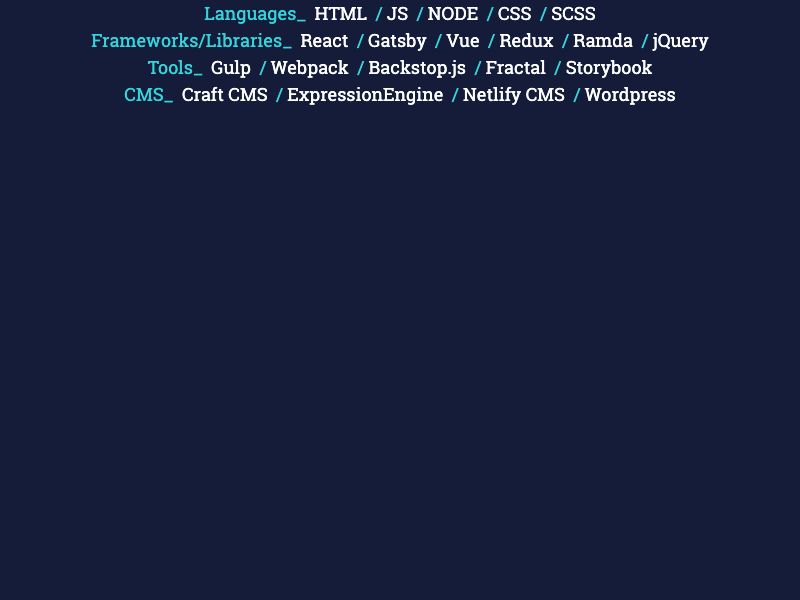 Languages_ HTML / JS / NODE / CSS / SCSS
Frameworks/Libraries_ React / Gatsby / Vue / Redux / Ramda / jQuery
Tools_ Gulp / Webpack / Backstop.js / Fractal / Storybook
CMS_ Craft CMS / ExpressionEngine / Netlify CMS / Wordpress